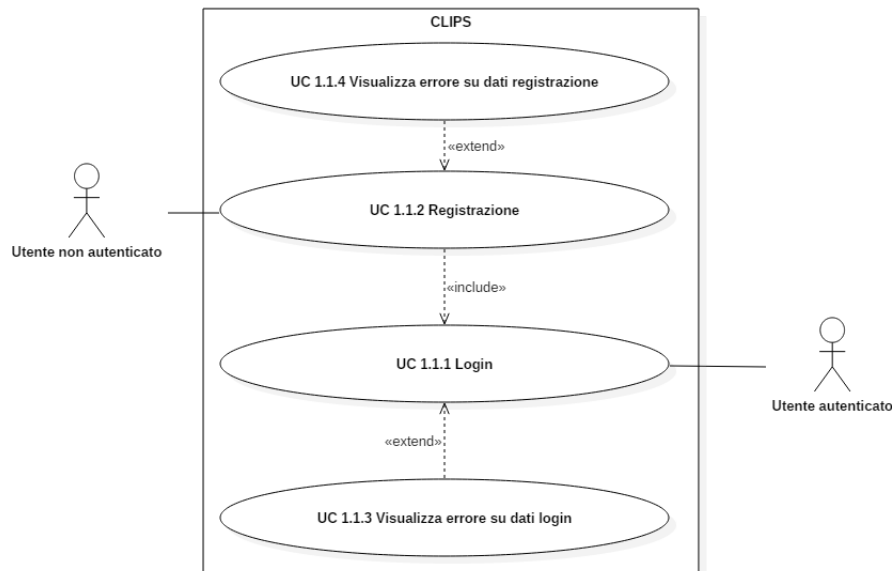 CLIPS
UC 1.1.4 Visualizza errore su dati registrazione
«extend»
UC 1.1.2 Registrazione
Utente non autenticato
«include»
UC 1.1.1 Login
Utente autenticato
«extend»
UC 1.1.3 Visualizza errore su dati login